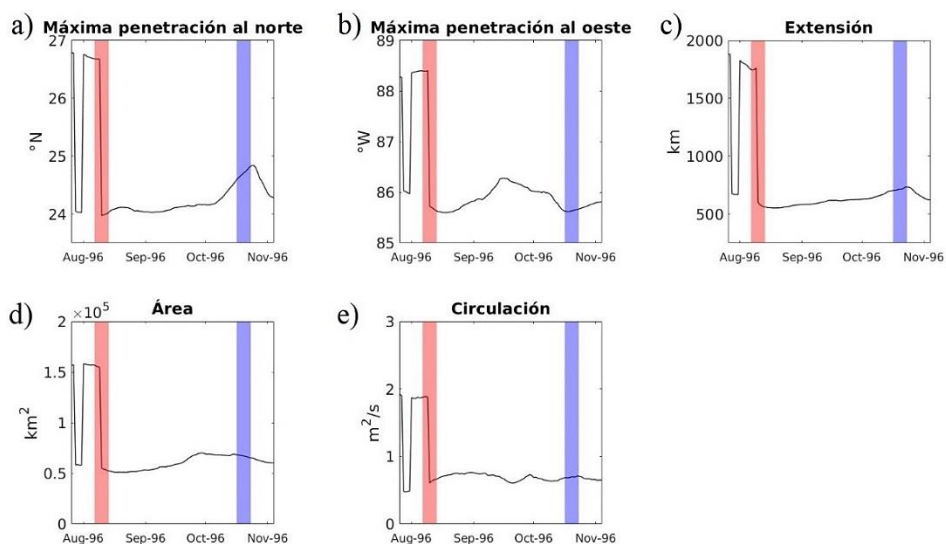 a) Máxima penetración al norte
27
26
25
24
°N
Aug-96 Sep-96 Oct-96 Nov-96
b) Máxima penetración al oeste
89
88
87
86
85
°W
Aug-96 Sep-96 Oct-96 Nov-96
c) Extensión
2000
1500
1000
500
km
Aug-96 Sep-96 Oct-96 Nov-96
d) Área
×10⁵
2
1.5
1
0.5
0
km²
Aug-96 Sep-96 Oct-96 Nov-96
e) Circulación
3
2
1
0
m²/s
Aug-96 Sep-96 Oct-96 Nov-96